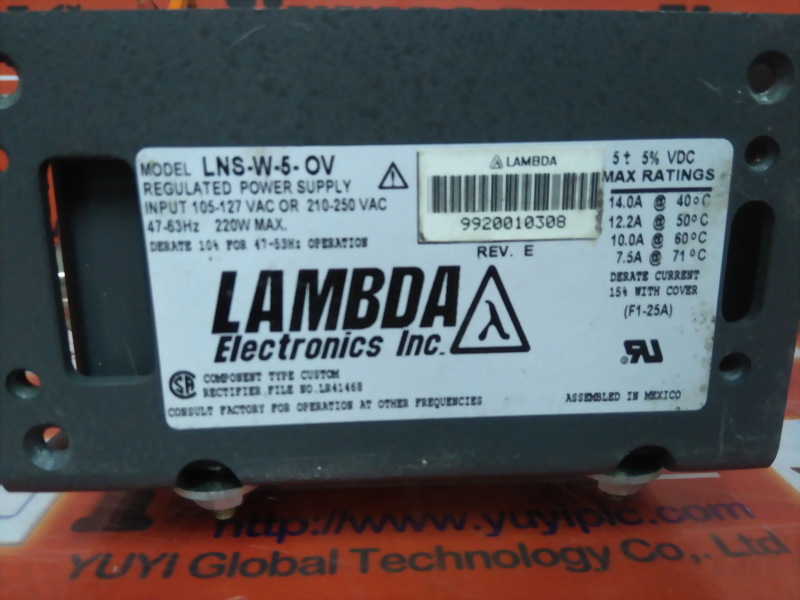 MODEL LNS-W-5-OV
REGULATED POWER SUPPLY
INPUT 105-127 VAC OR 210-250 VAC
47-63Hz 220W MAX.
DERATE 10% FOR 47-53Hz OPERATION
LAMBDA
9920010308
REV. E
5 ± 5% VDC
MAX RATINGS
14.0A @ 40°C
12.2A @ 50°C
10.0A @ 60°C
7.5A @ 71°C
DERATE CURRENT
15% WITH COVER
(F1-25A)
LAMBDA
Electronics Inc.
COMPONENT TYPE CUSTOM
RECTIFIER FILE NO.LR41468
CONSULT FACTORY FOR OPERATION AT OTHER FREQUENCIES
ASSEMBLED IN MEXICO
http://www.yuyiplc.com
YUYI Global Technology Co,. Ltd